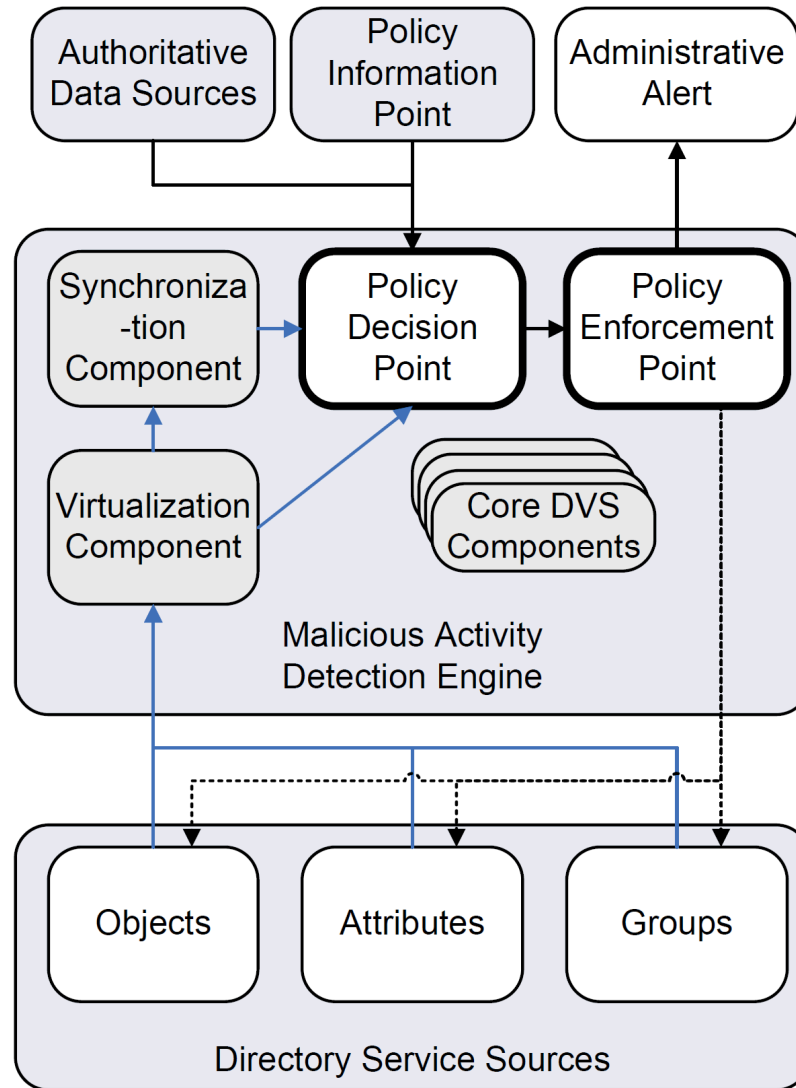 Authoritative
Data Sources
Policy
Information
Point
Administrative
Alert
Synchroniza
-tion
Component
Policy
Decision
Point
Policy
Enforcement
Point
Virtualization
Component
Core DVS
Components
Malicious Activity
Detection Engine
Objects
Attributes
Groups
Directory Service Sources